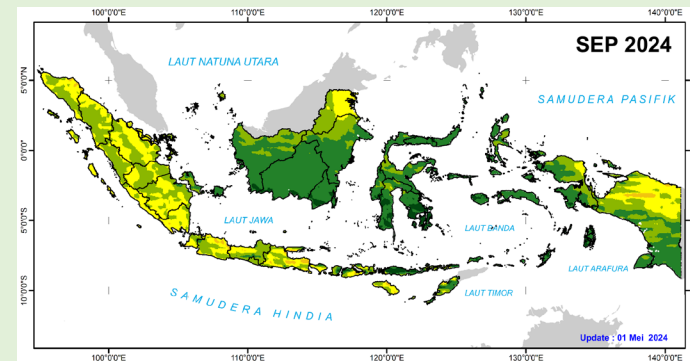 100°0'0"E 110°0'0"E 120°0'0"E 130°0'0"E 140°0'0"E
SEP 2024
LAUT NATUNA UTARA
5°0'0"N
SAMUDERA PASIFIK
0°0'0"
LAUT JAWA
LAUT BANDA
5°0'0"S
LAUT ARAFURA
10°0'0"S
SAMUDERA HINDIA
LAUT TIMOR
Update : 01 Mei 2024
100°0'0"E 110°0'0"E 120°0'0"E 130°0'0"E 140°0'0"E